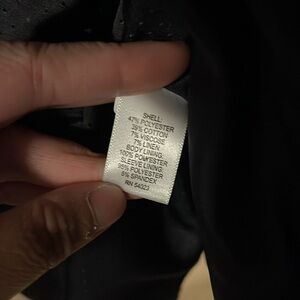 SHELL:
47% POLYESTER
39% COTTON
7% VISCOSE
7% LINEN
BODY LINING:
100% POLYESTER
SLEEVE LINING:
95% POLYESTER
5% SPANDEX
RN 54023